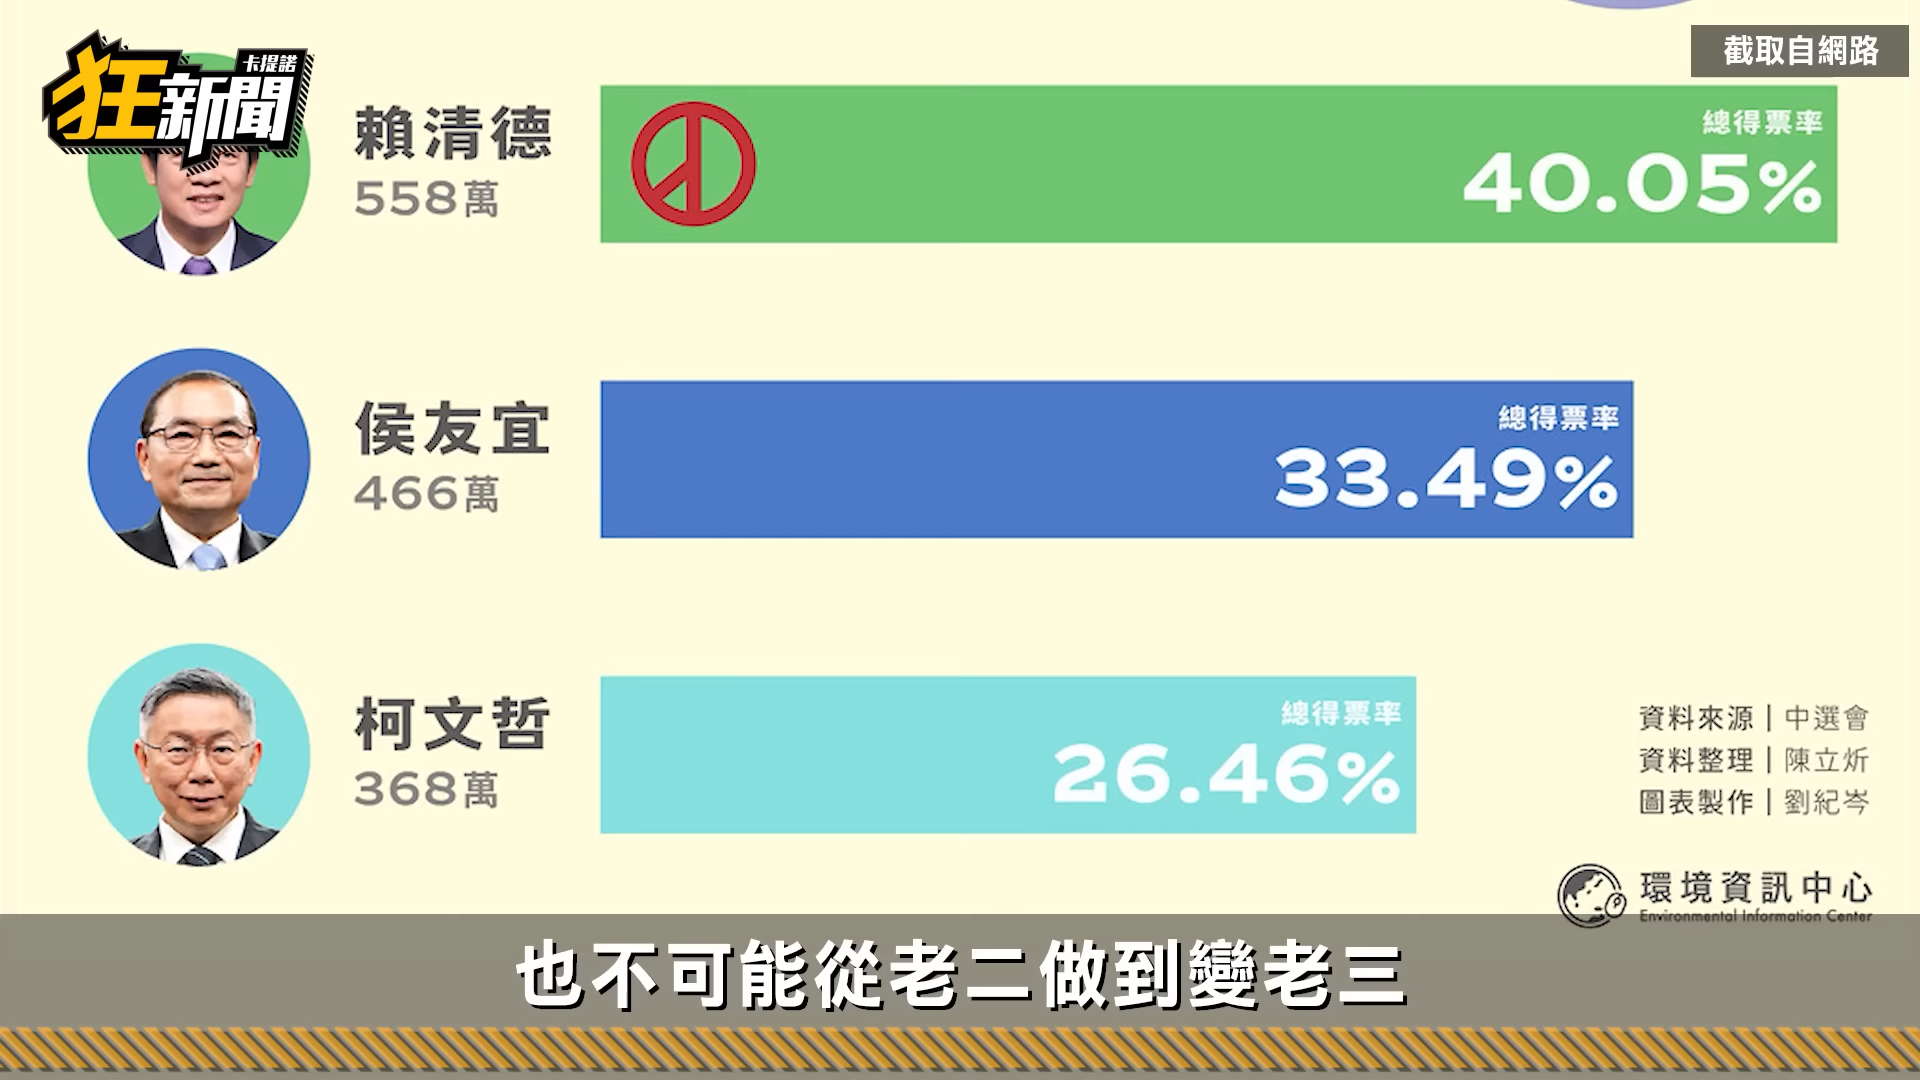 狂新聞
卡提諾
截取自網路
賴清德
558萬
總得票率
40.05%
侯友宜
466萬
總得票率
33.49%
柯文哲
368萬
總得票率
26.46%
資料來源｜中選會
資料整理｜陳立炘
圖表製作｜劉紀岑
環境資訊中心
Environmental Information Center
也不可能從老二做到變老三